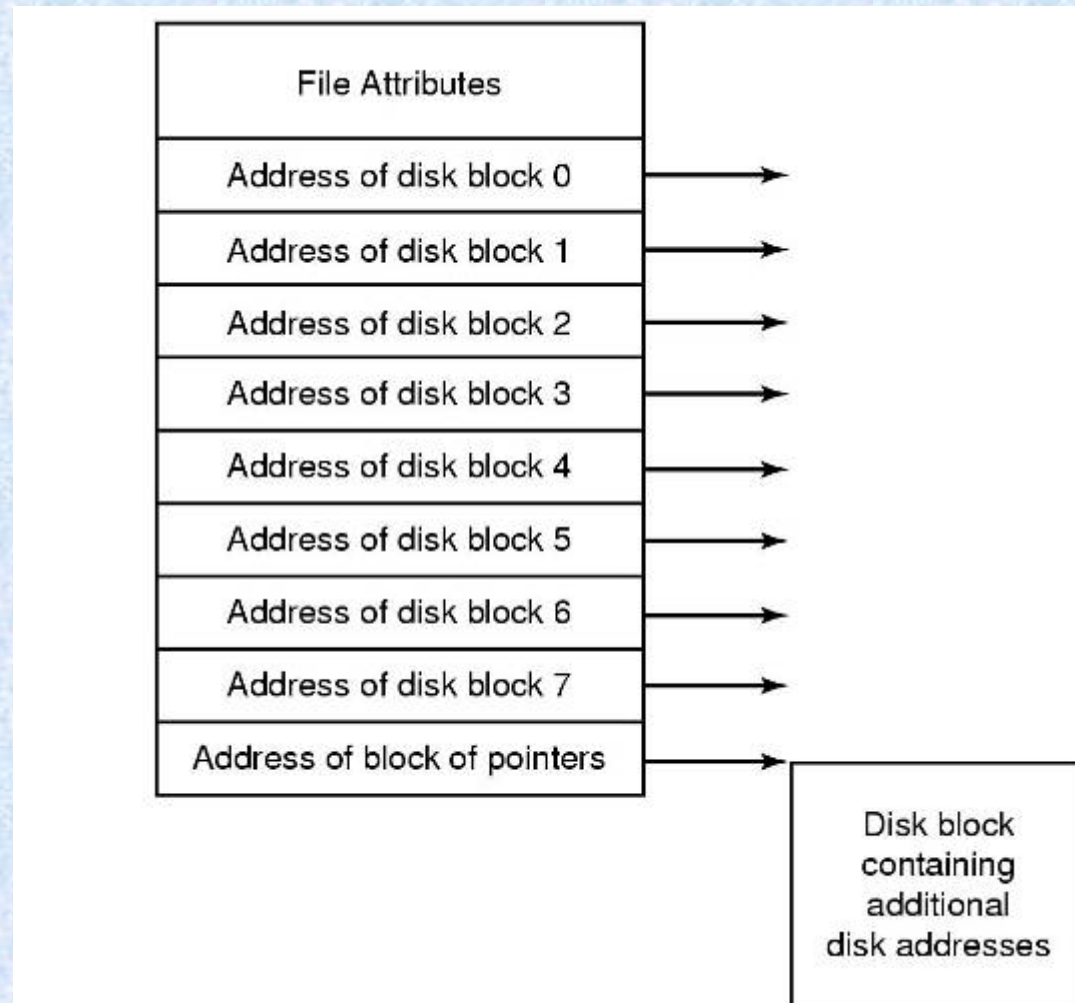 File Attributes
Address of disk block 0
Address of disk block 1
Address of disk block 2
Address of disk block 3
Address of disk block 4
Address of disk block 5
Address of disk block 6
Address of disk block 7
Address of block of pointers
Disk block
containing
additional
disk addresses